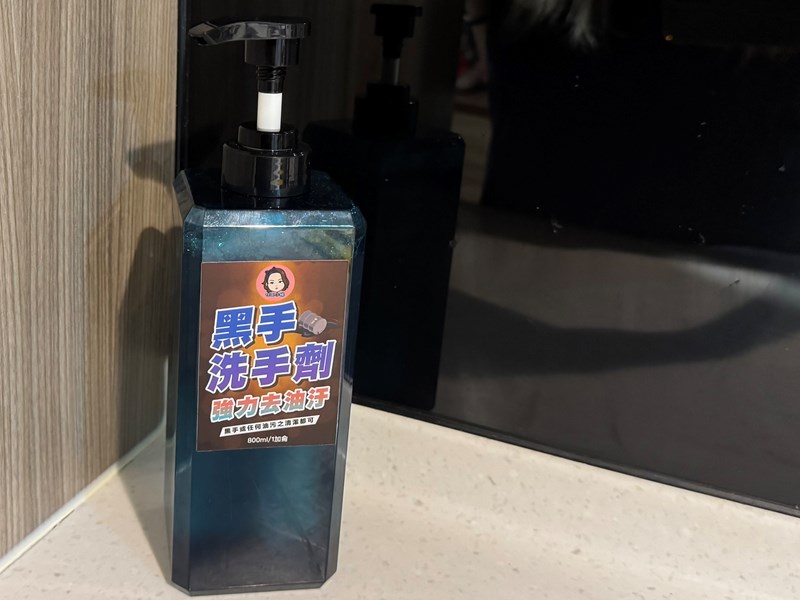 黑手
洗手劑
強力去油汙
黑手或任何油污之清潔都可
800ml/1加侖